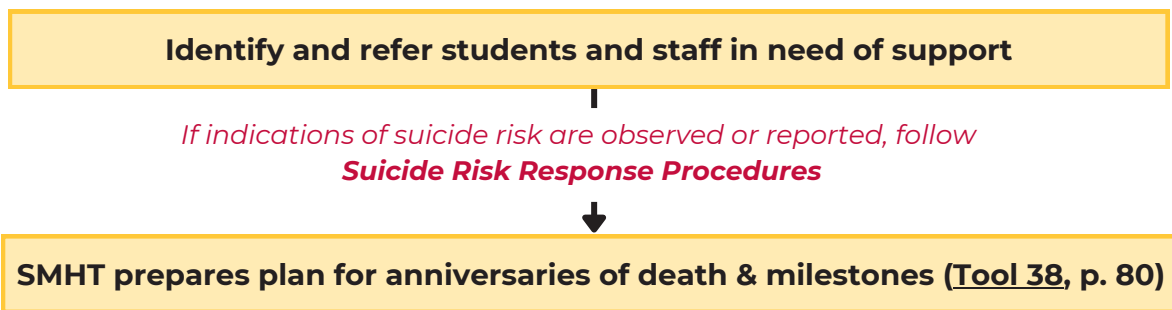 Identify and refer students and staff in need of support
If indications of suicide risk are observed or reported, follow
Suicide Risk Response Procedures
SMHT prepares plan for anniversaries of death & milestones (Tool 38, p. 80)